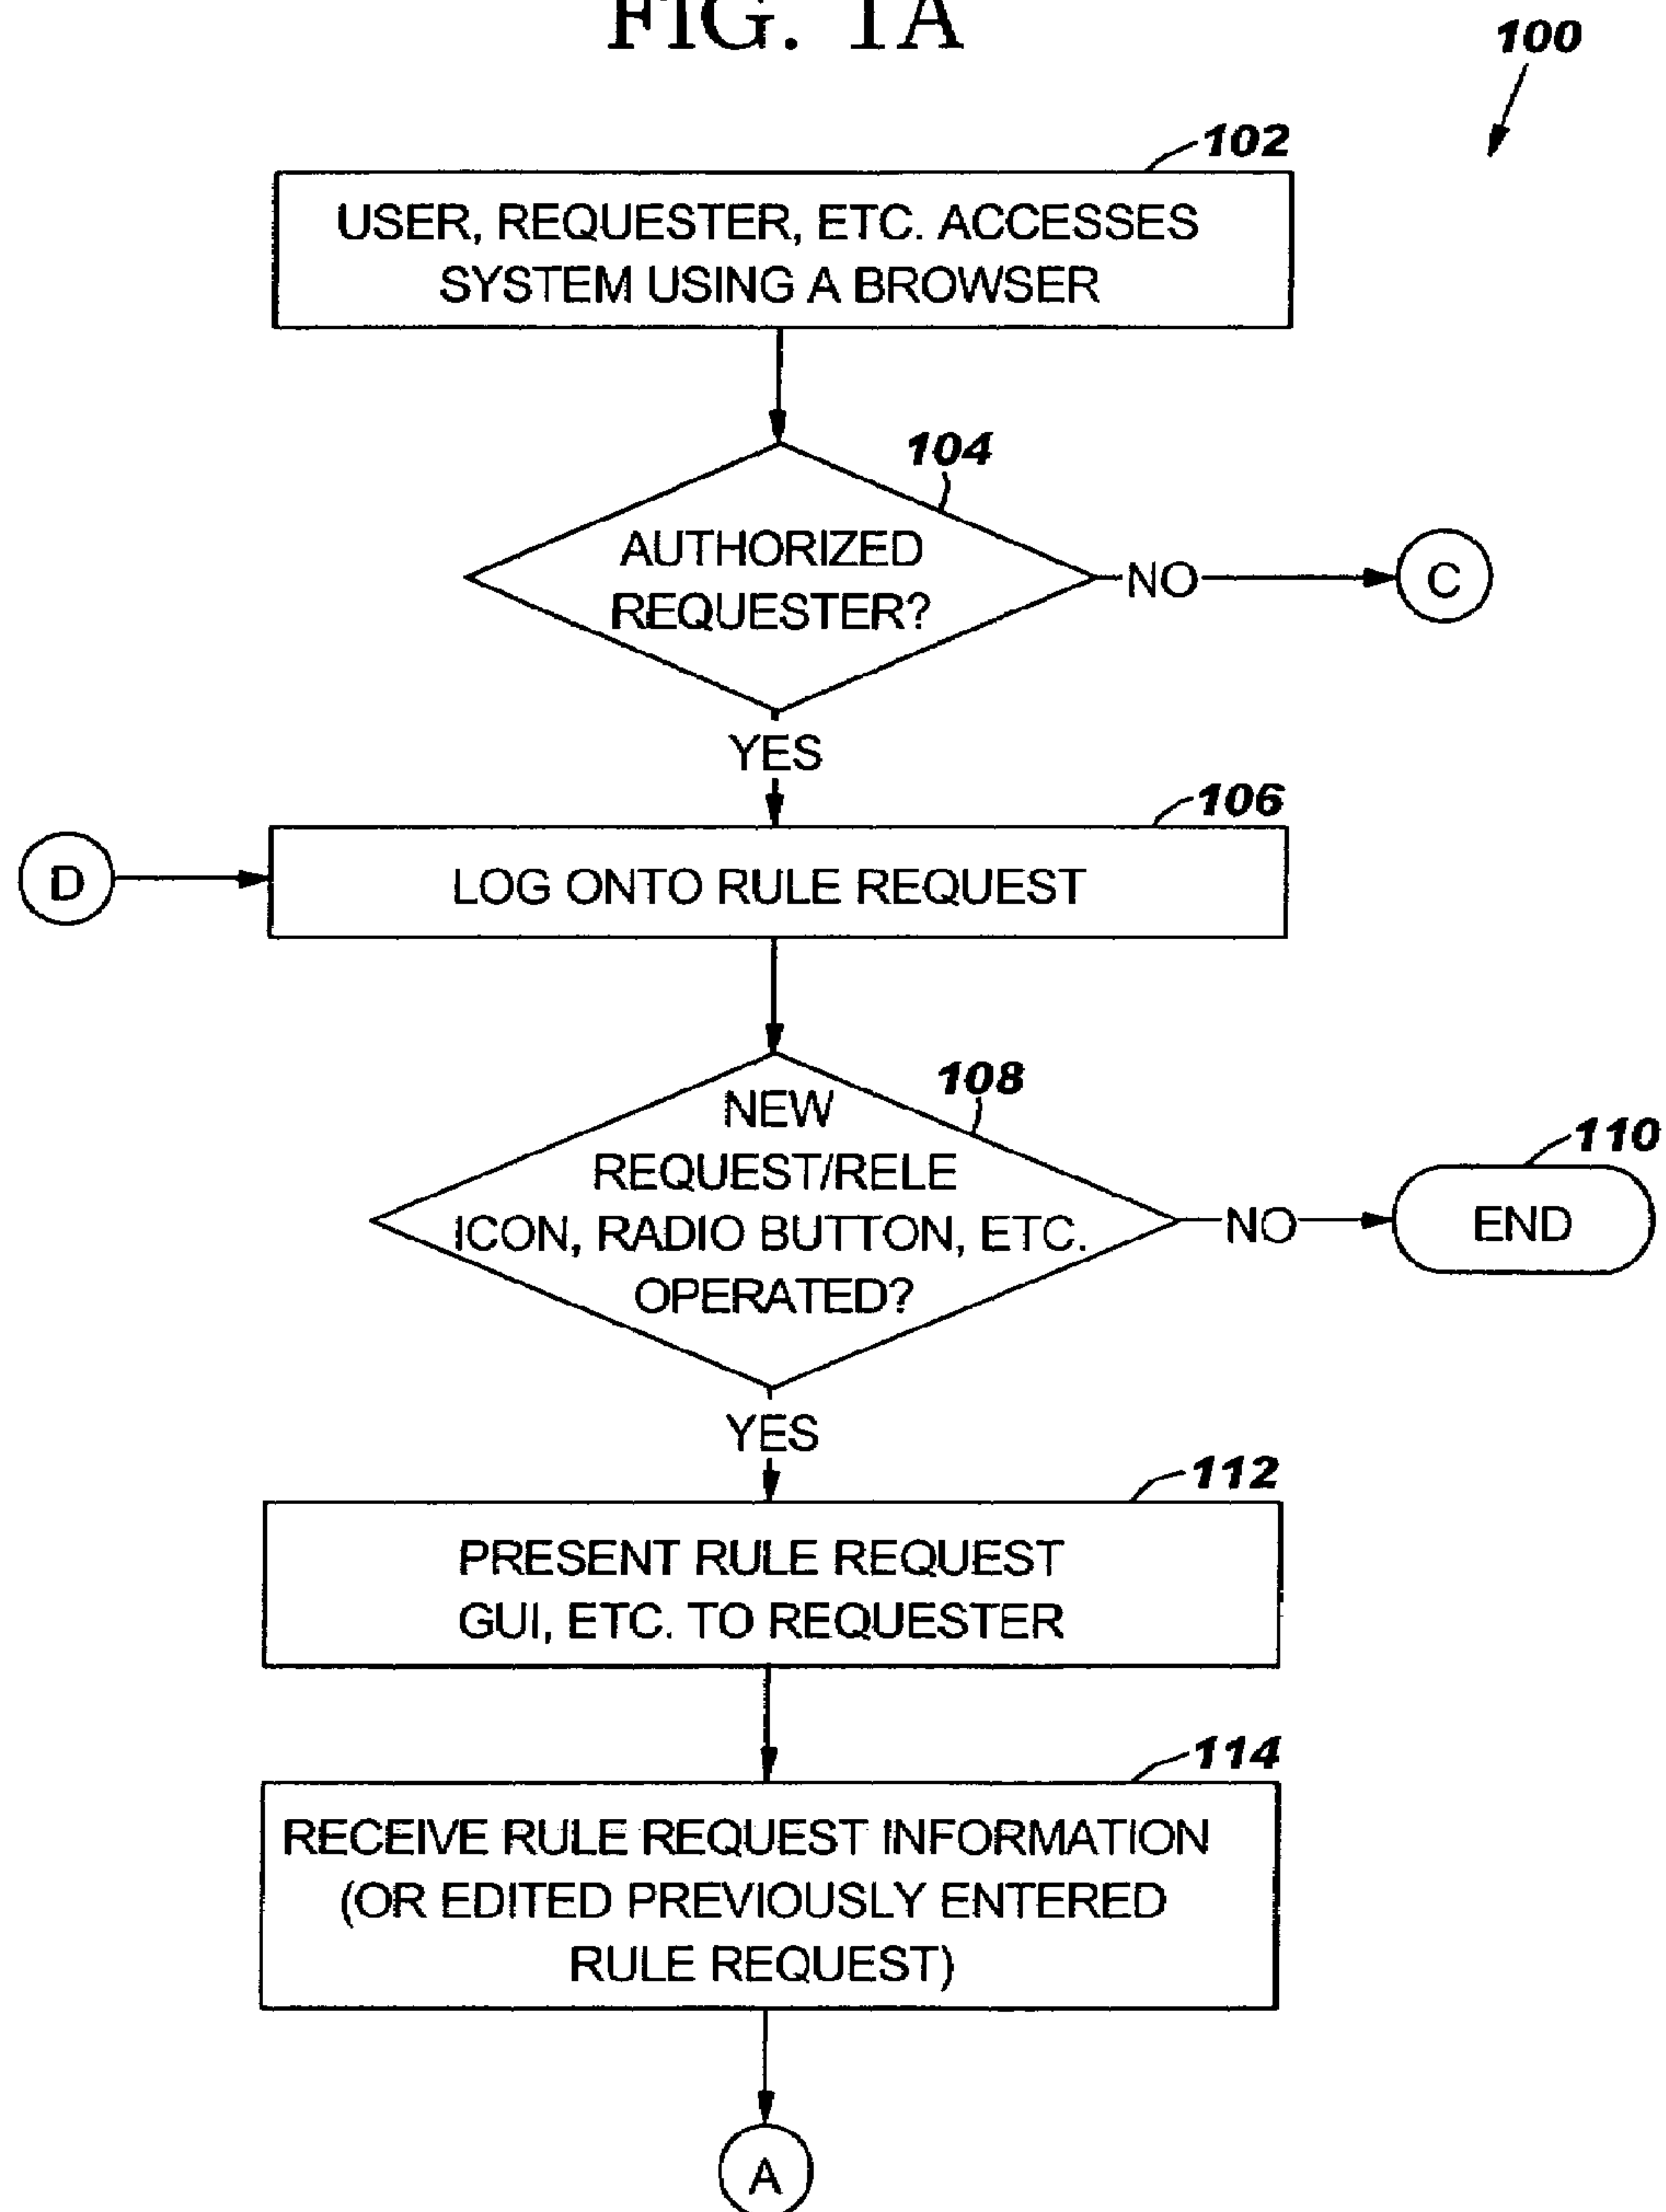 FIG. 1A
100
102
USER, REQUESTER, ETC. ACCESSES
SYSTEM USING A BROWSER
104
AUTHORIZED
REQUESTER?
NO
C
YES
106
D
LOG ONTO RULE REQUEST
108
NEW
REQUEST/RELE
ICON, RADIO BUTTON, ETC.
OPERATED?
NO
110
END
YES
112
PRESENT RULE REQUEST
GUI, ETC. TO REQUESTER
114
RECEIVE RULE REQUEST INFORMATION
(OR EDITED PREVIOUSLY ENTERED
RULE REQUEST)
A